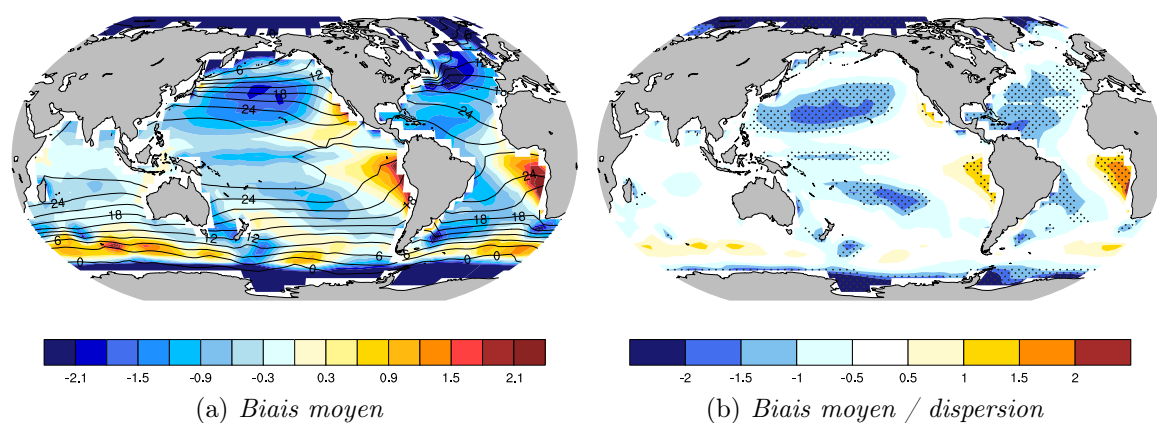 6 12
18
24 24
24
24 24 18
18 18
6 12 12 6 6
0 0 0
-2.1 -1.5 -0.9 -0.3 0.3 0.9 1.5 2.1
-2 -1.5 -1 -0.5 0.5 1 1.5 2
(a) Biais moyen
(b) Biais moyen / dispersion